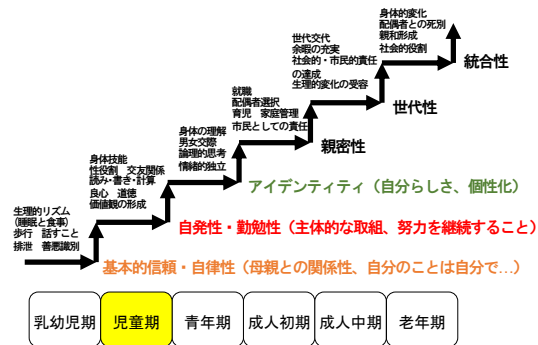 身体的変化
配偶者との死別
親和形成
社会的役割
統合性
世代交代
余暇の充実
社会的・市民的責任
の達成
生理的変化の受容
世代性
就職
配偶者選択
育児　家庭管理
市民としての責任
親密性
身体の理解
男女交際
論理的思考
情緒的独立
アイデンティティ（自分らしさ、個性化）
身体技能
性役割　交友関係
読み・書き・計算
良心　道徳
価値観の形成
自発性・勤勉性（主体的な取組、努力を継続すること）
生理的リズム
（睡眠と食事）
歩行　話すこと
排泄　善悪識別
基本的信頼・自律性（母親との関係性、自分のことは自分で…）
乳幼児期
児童期
青年期
成人初期
成人中期
老年期